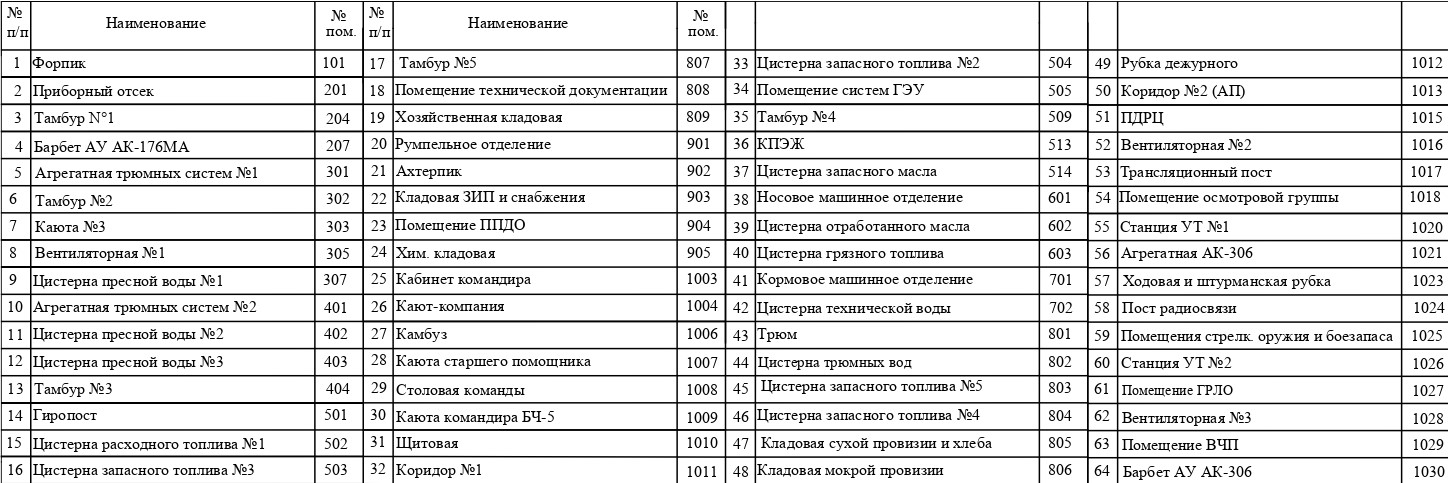 № п/п Наименование № пом. № п/п Наименование № пом.
1 Форпик 101 17 Тамбур №5 807 33 Цистерна запасного топлива №2 504 49 Рубка дежурного 1012
2 Приборный отсек 201 18 Помещение технической документации 808 34 Помещение систем ГЭУ 505 50 Коридор №2 (АП) 1013
3 Тамбур N°1 204 19 Хозяйственная кладовая 809 35 Тамбур №4 509 51 ПДРЦ 1015
4 Барбет АУ АК-176МА 207 20 Румпельное отделение 901 36 КПЭЖ 513 52 Вентиляторная №2 1016
5 Агрегатная трюмных систем №1 301 21 Ахтерпик 902 37 Цистерна запасного масла 514 53 Трансляционный пост 1017
6 Тамбур №2 302 22 Кладовая ЗИП и снабжения 903 38 Носовое машинное отделение 601 54 Помещение осмотровой группы 1018
7 Каюта №3 303 23 Помещение ППДО 904 39 Цистерна отработанного масла 602 55 Станция УТ №1 1020
8 Вентиляторная №1 305 24 Хим. кладовая 905 40 Цистерна грязного топлива 603 56 Агрегатная АК-306 1021
9 Цистерна пресной воды №1 307 25 Кабинет командира 1003 41 Кормовое машинное отделение 701 57 Ходовая и штурманская рубка 1023
10 Агрегатная трюмных систем №2 401 26 Кают-компания 1004 42 Цистерна технической воды 702 58 Пост радиосвязи 1024
11 Цистерна пресной воды №2 402 27 Камбуз 1006 43 Трюм 801 59 Помещения стрелк. оружия и боезапаса 1025
12 Цистерна пресной воды №3 403 28 Каюта старшего помощника 1007 44 Цистерна трюмных вод 802 60 Станция УТ №2 1026
13 Тамбур №3 404 29 Столовая команды 1008 45 Цистерна запасного топлива №5 803 61 Помещение ГРЛО 1027
14 Гиропост 501 30 Каюта командира БЧ-5 1009 46 Цистерна запасного топлива №4 804 62 Вентиляторная №3 1028
15 Цистерна расходного топлива №1 502 31 Щитовая 1010 47 Кладовая сухой провизии и хлеба 805 63 Помещение ВЧП 1029
16 Цистерна запасного топлива №3 503 32 Коридор №1 1011 48 Кладовая мокрой провизии 806 64 Барбет АУ АК-306 1030